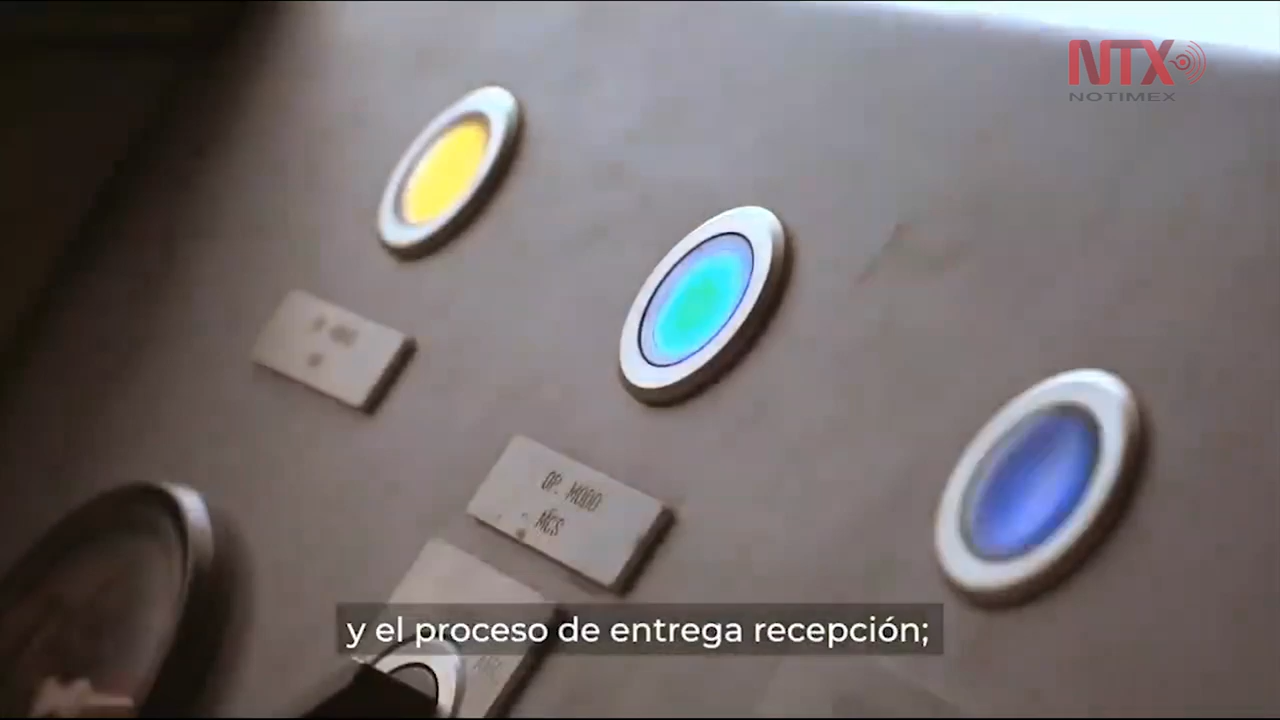 NTX
NOTIMEX
OP. MODO
MCS
y el proceso de entrega recepción;